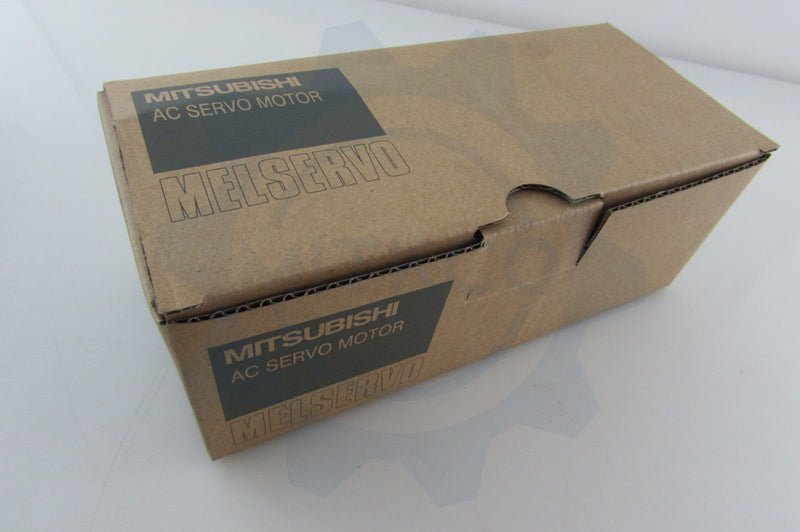 MITSUBISHI
AC SERVO MOTOR
MELSERVO
MITSUBISHI
AC SERVO MOTOR
MELSERVO